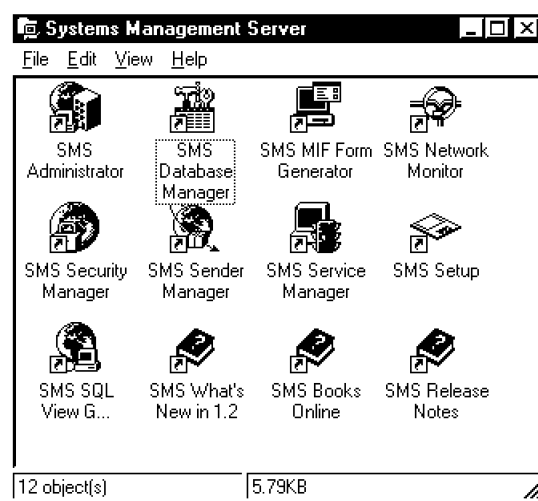 Systems Management Server
File Edit View Help
SMS Administrator
SMS Database Manager
SMS MIF Form Generator
SMS Network Monitor
SMS Security Manager
SMS Sender Manager
SMS Service Manager
SMS Setup
SMS SQL View G...
SMS What's New in 1.2
SMS Books Online
SMS Release Notes
12 object(s)
5.79KB